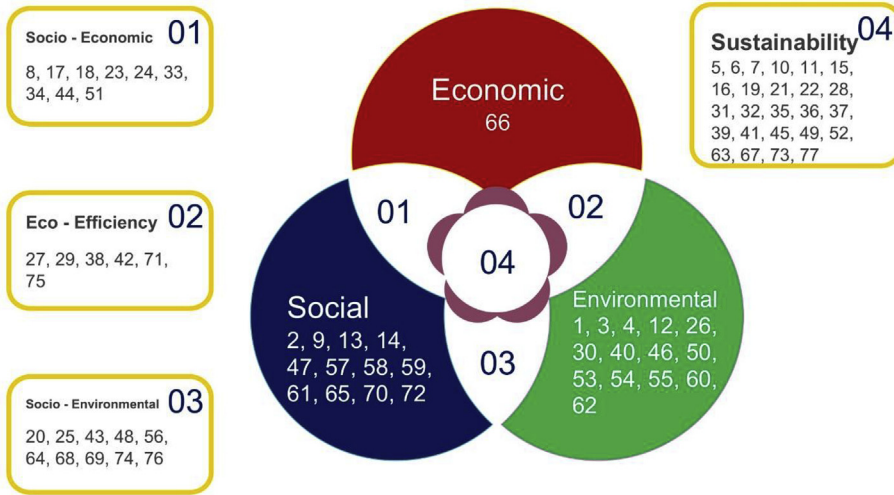 Socio - Economic 01
8, 17, 18, 23, 24, 33,
34, 44, 51
Eco - Efficiency 02
27, 29, 38, 42, 71,
75
Socio - Environmental 03
20, 25, 43, 48, 56,
64, 68, 69, 74, 76
Economic
66
01
02
04
03
Social
2, 9, 13, 14,
47, 57, 58, 59,
61, 65, 70, 72
Environmental
1, 3, 4, 12, 26,
30, 40, 46, 50,
53, 54, 55, 60,
62
Sustainability 04
5, 6, 7, 10, 11, 15,
16, 19, 21, 22, 28,
31, 32, 35, 36, 37,
39, 41, 45, 49, 52,
63, 67, 73, 77